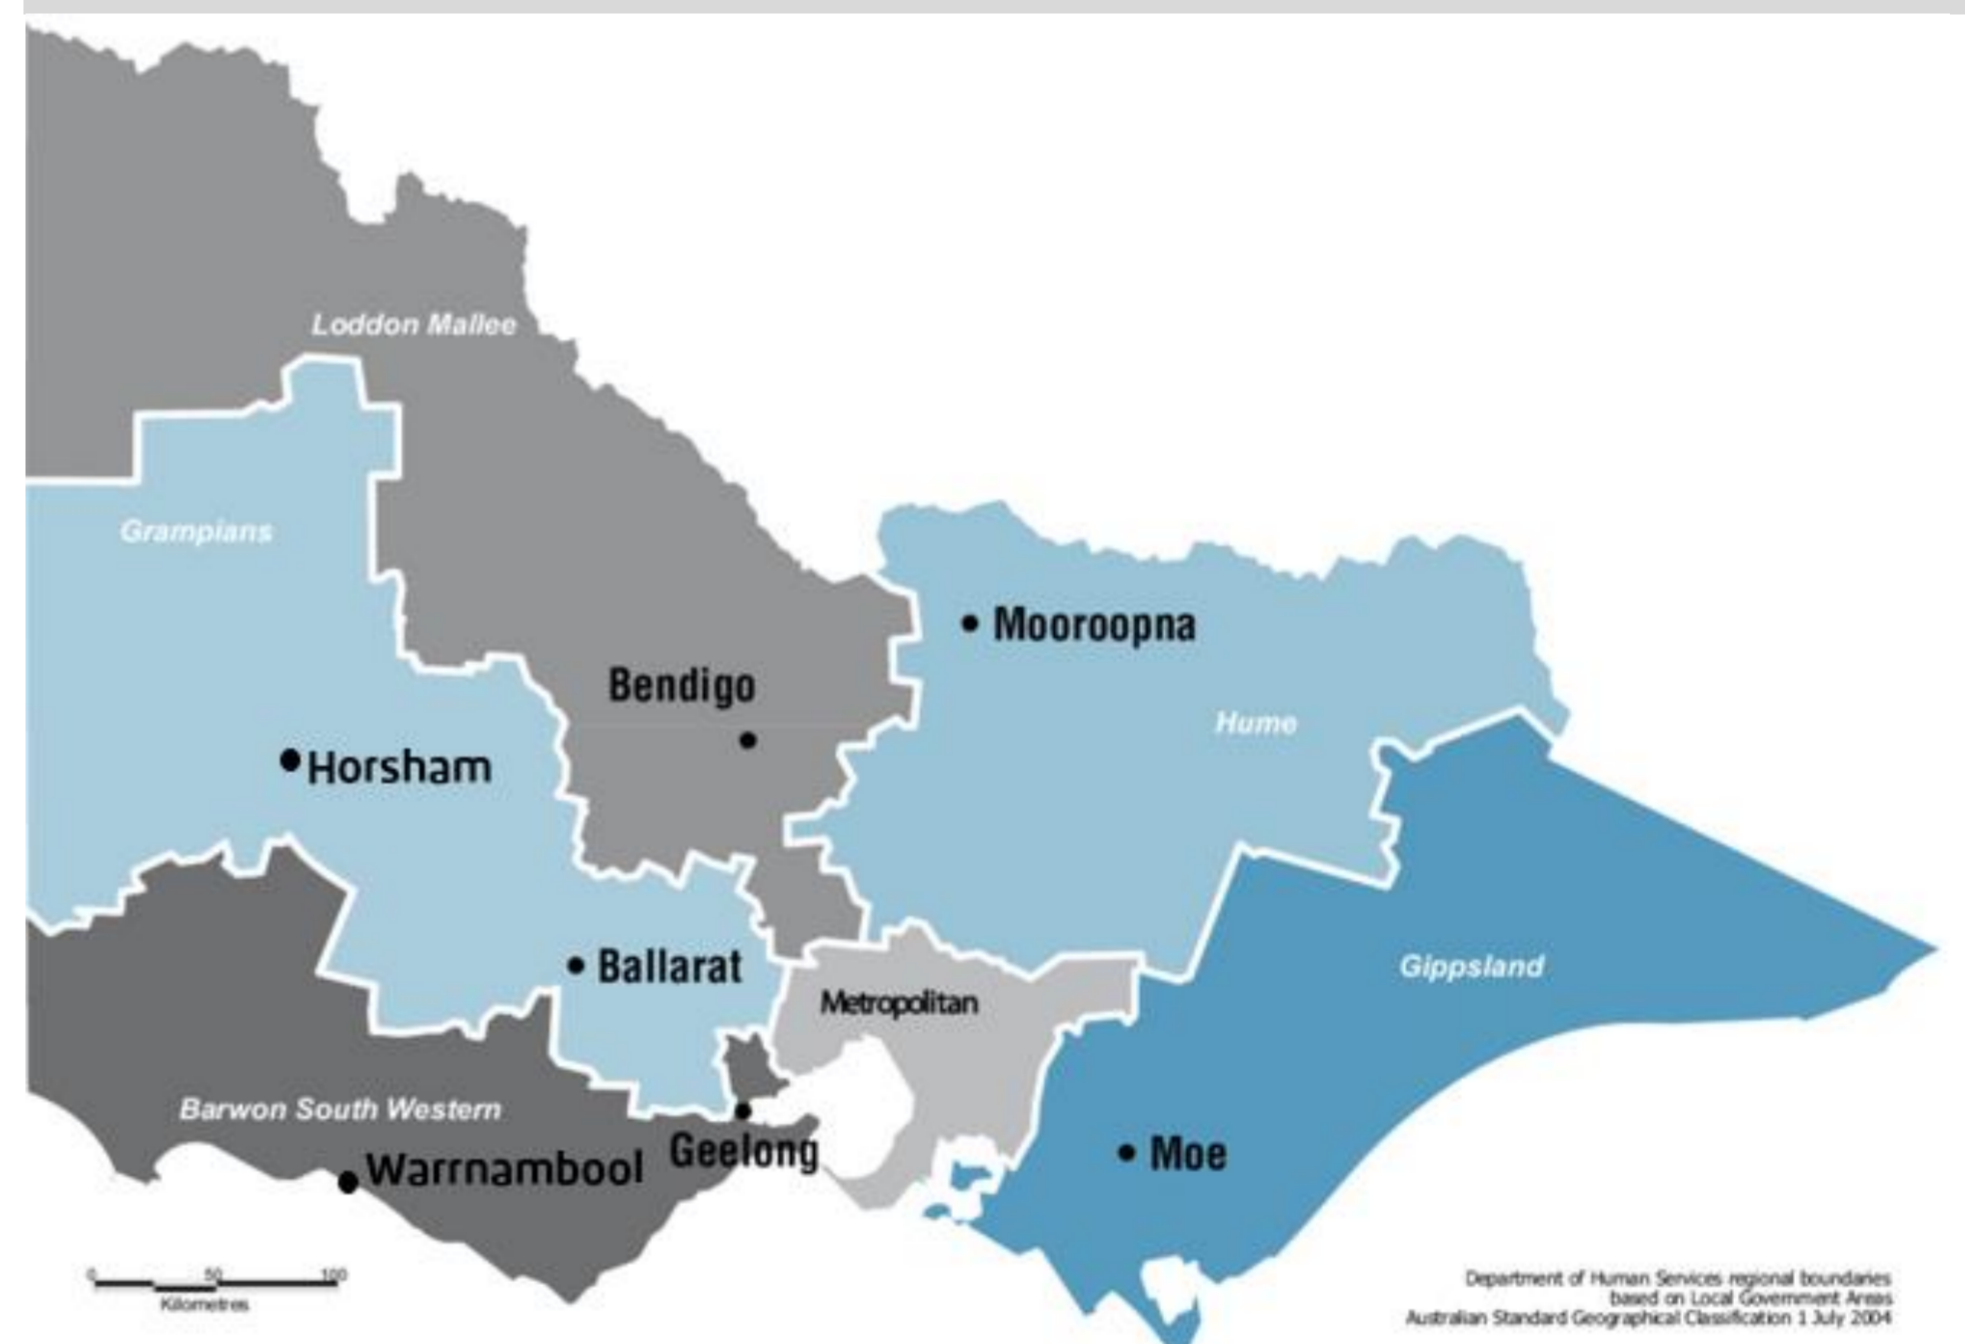 Loddon Mallee
Grampians
Mooroopna
Bendigo
Hume
Horsham
Ballarat
Gippsland
Metropolitan
Barwon South Western
Geelong
Moe
Warrnambool
0 50 100
Kilometres
Department of Human Services regional boundaries
based on Local Government Areas
Australian Standard Geographical Classification 1 July 2004